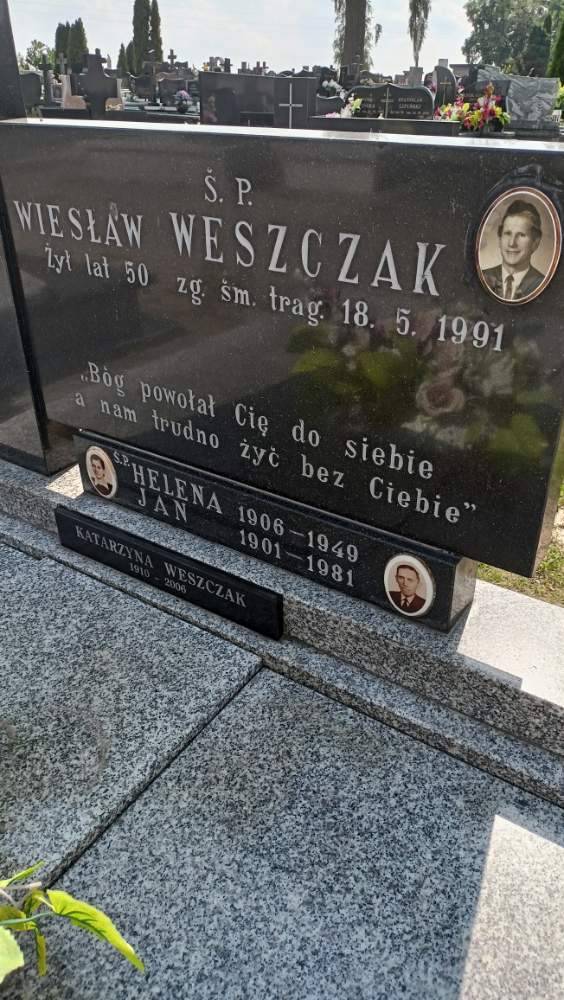 Ś. P.
WIESŁAW WESZCZAK
Żył lat 50 zg. śm. trag. 18. 5. 1991
„Bóg powołał Cię do siebie
a nam trudno żyć bez Ciebie”
Ś.P.
HELENA 1906–1949
JAN 1901–1981
KATARZYNA WESZCZAK
1910 - 2006